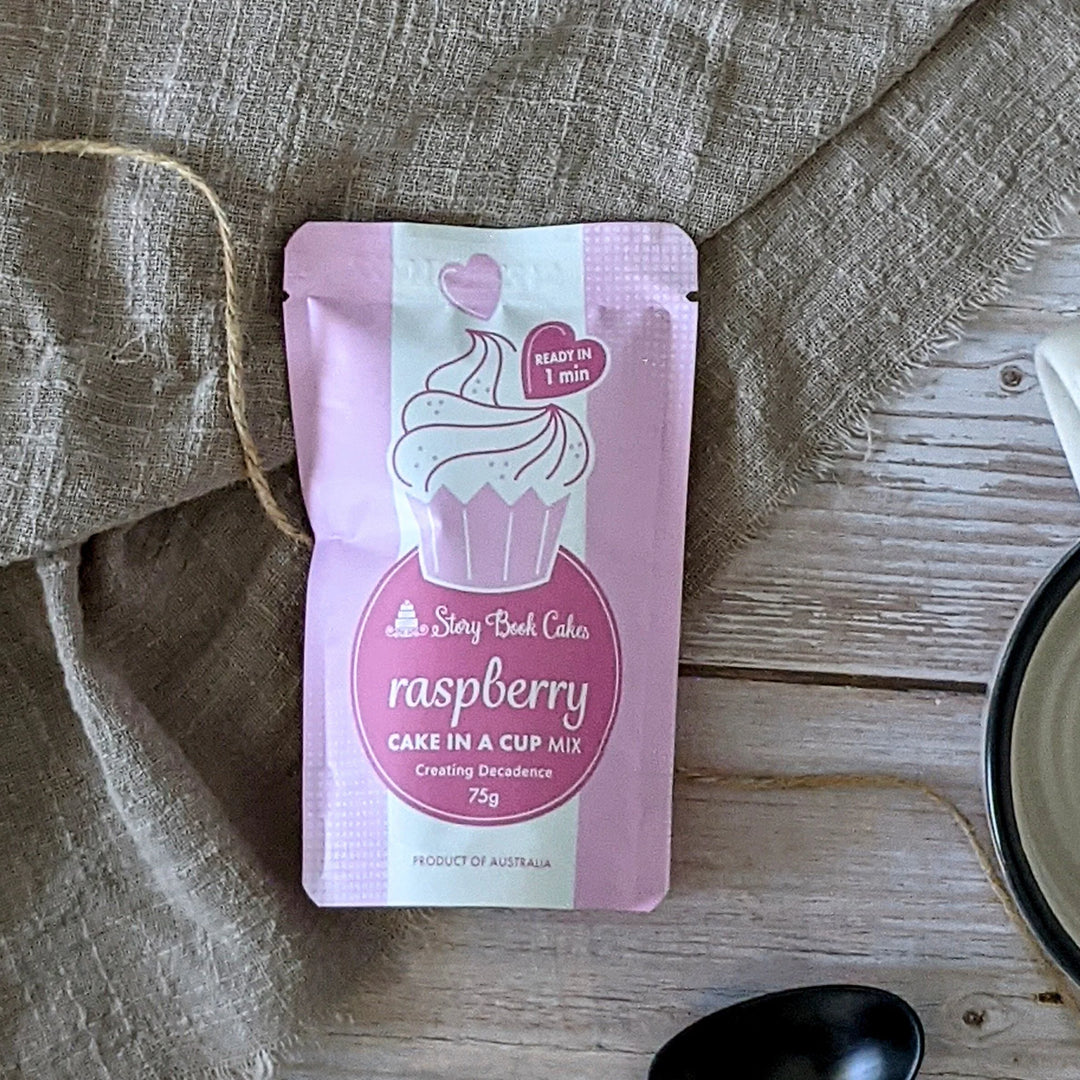 READY IN
1 min
Story Book Cakes
raspberry
CAKE IN A CUP MIX
Creating Decadence
75g
PRODUCT OF AUSTRALIA